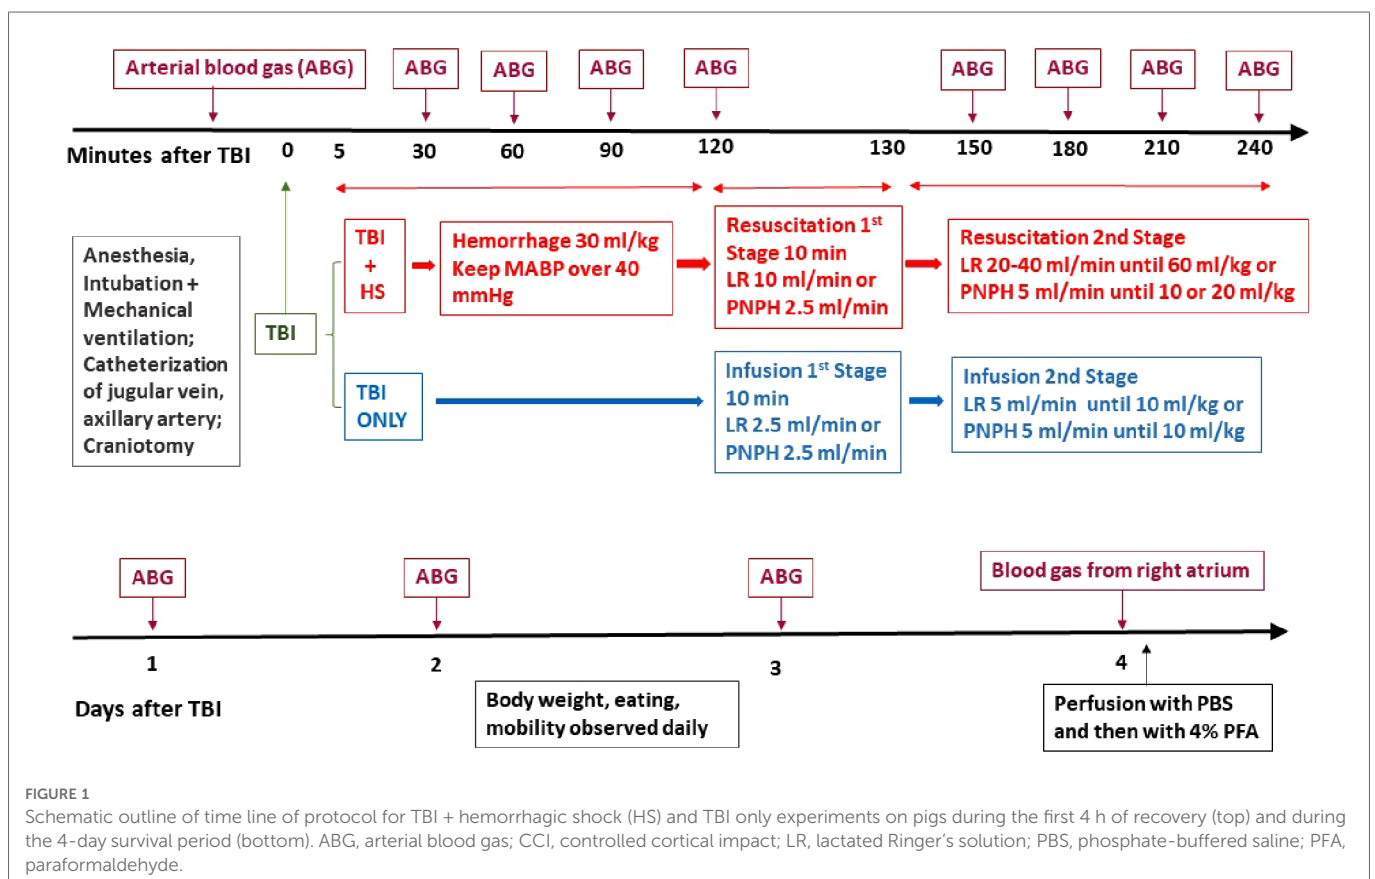 Arterial blood gas (ABG)
ABG
ABG
ABG
ABG
ABG
ABG
ABG
ABG
Minutes after TBI
0
5
30
60
90
120
130
150
180
210
240
Anesthesia,
Intubation +
Mechanical
ventilation;
Catheterization
of jugular vein,
axillary artery;
Craniotomy
TBI
TBI
+
HS
Hemorrhage 30 ml/kg
Keep MABP over 40
mmHg
Resuscitation 1st
Stage 10 min
LR 10 ml/min or
PNPH 2.5 ml/min
Resuscitation 2nd Stage
LR 20-40 ml/min until 60 ml/kg or
PNPH 5 ml/min until 10 or 20 ml/kg
TBI
ONLY
Infusion 1st Stage
10 min
LR 2.5 ml/min or
PNPH 2.5 ml/min
Infusion 2nd Stage
LR 5 ml/min until 10 ml/kg or
PNPH 5 ml/min until 10 ml/kg
ABG
ABG
ABG
Blood gas from right atrium
1
2
3
4
Days after TBI
Body weight, eating,
mobility observed daily
Perfusion with PBS
and then with 4% PFA
FIGURE 1
Schematic outline of time line of protocol for TBI + hemorrhagic shock (HS) and TBI only experiments on pigs during the first 4 h of recovery (top) and during
the 4-day survival period (bottom). ABG, arterial blood gas; CCI, controlled cortical impact; LR, lactated Ringer's solution; PBS, phosphate-buffered saline; PFA,
paraformaldehyde.